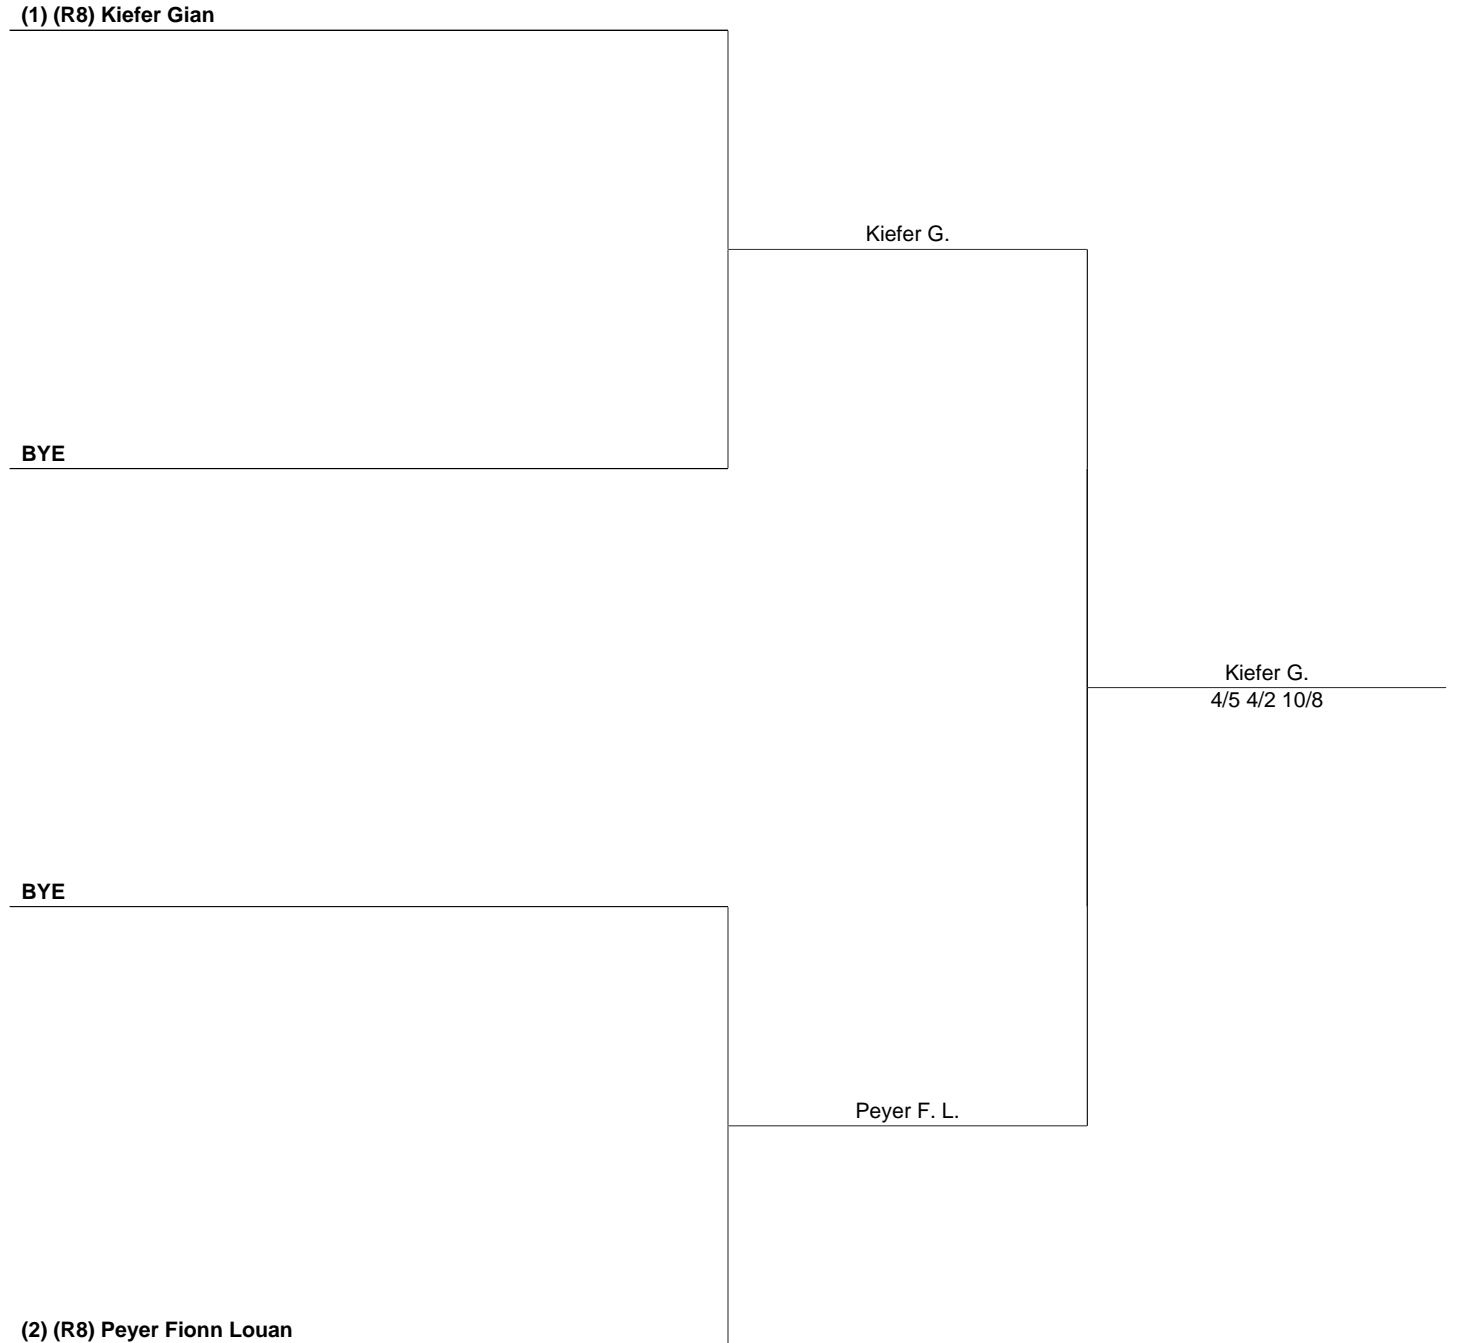 (1) (R8) Kiefer Gian
Kiefer G.
BYE
Kiefer G.
4/5 4/2 10/8
BYE
Peyer F. L.
(2) (R8) Peyer Fionn Louan